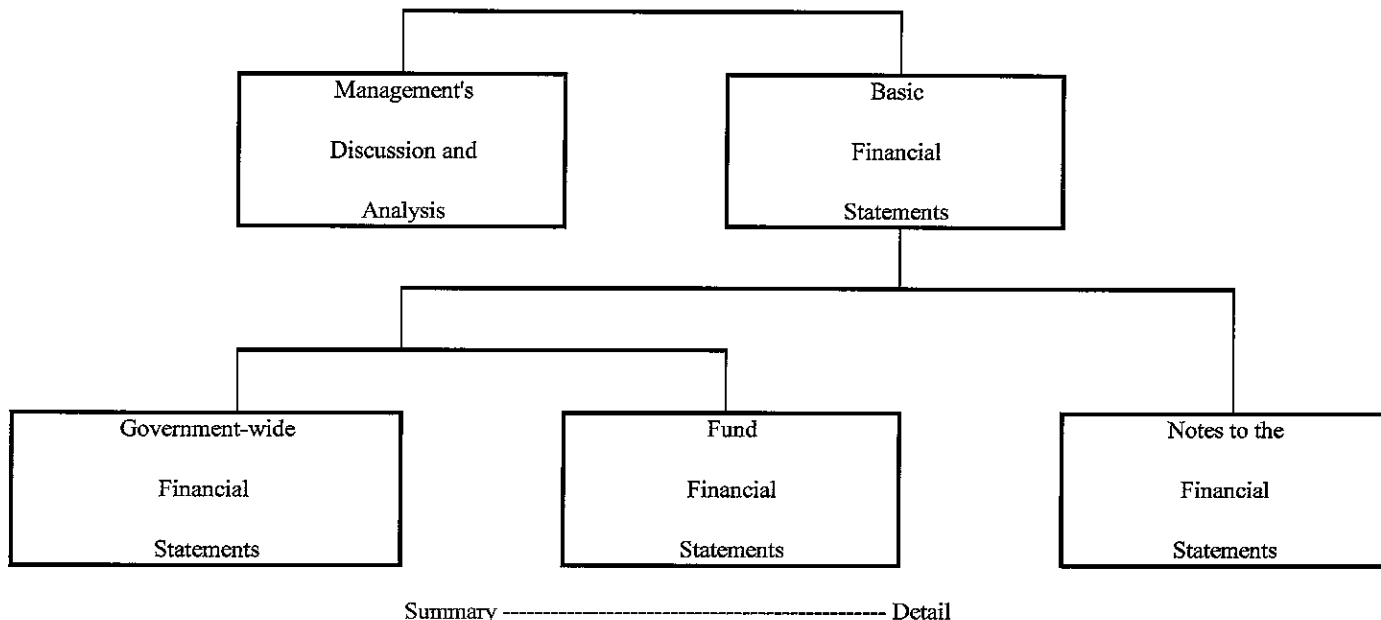 Management's
Discussion and
Analysis
Basic
Financial
Statements
Government-wide
Financial
Statements
Fund
Financial
Statements
Notes to the
Financial
Statements
Summary ---------------------------------------------- Detail